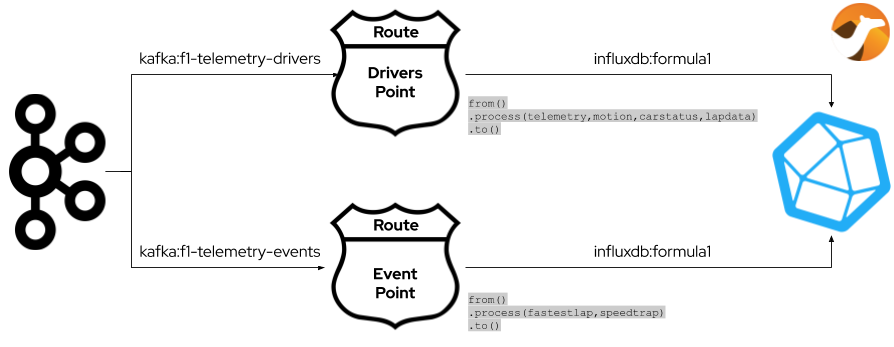 kafka:f1-telemetry-drivers
Route
Drivers
Point
influxdb:formula1
from()
.process(telemetry,motion,carstatus,lapdata)
.to()
kafka:f1-telemetry-events
Route
Event
Point
influxdb:formula1
from()
.process(fastestlap,speedtrap)
.to()